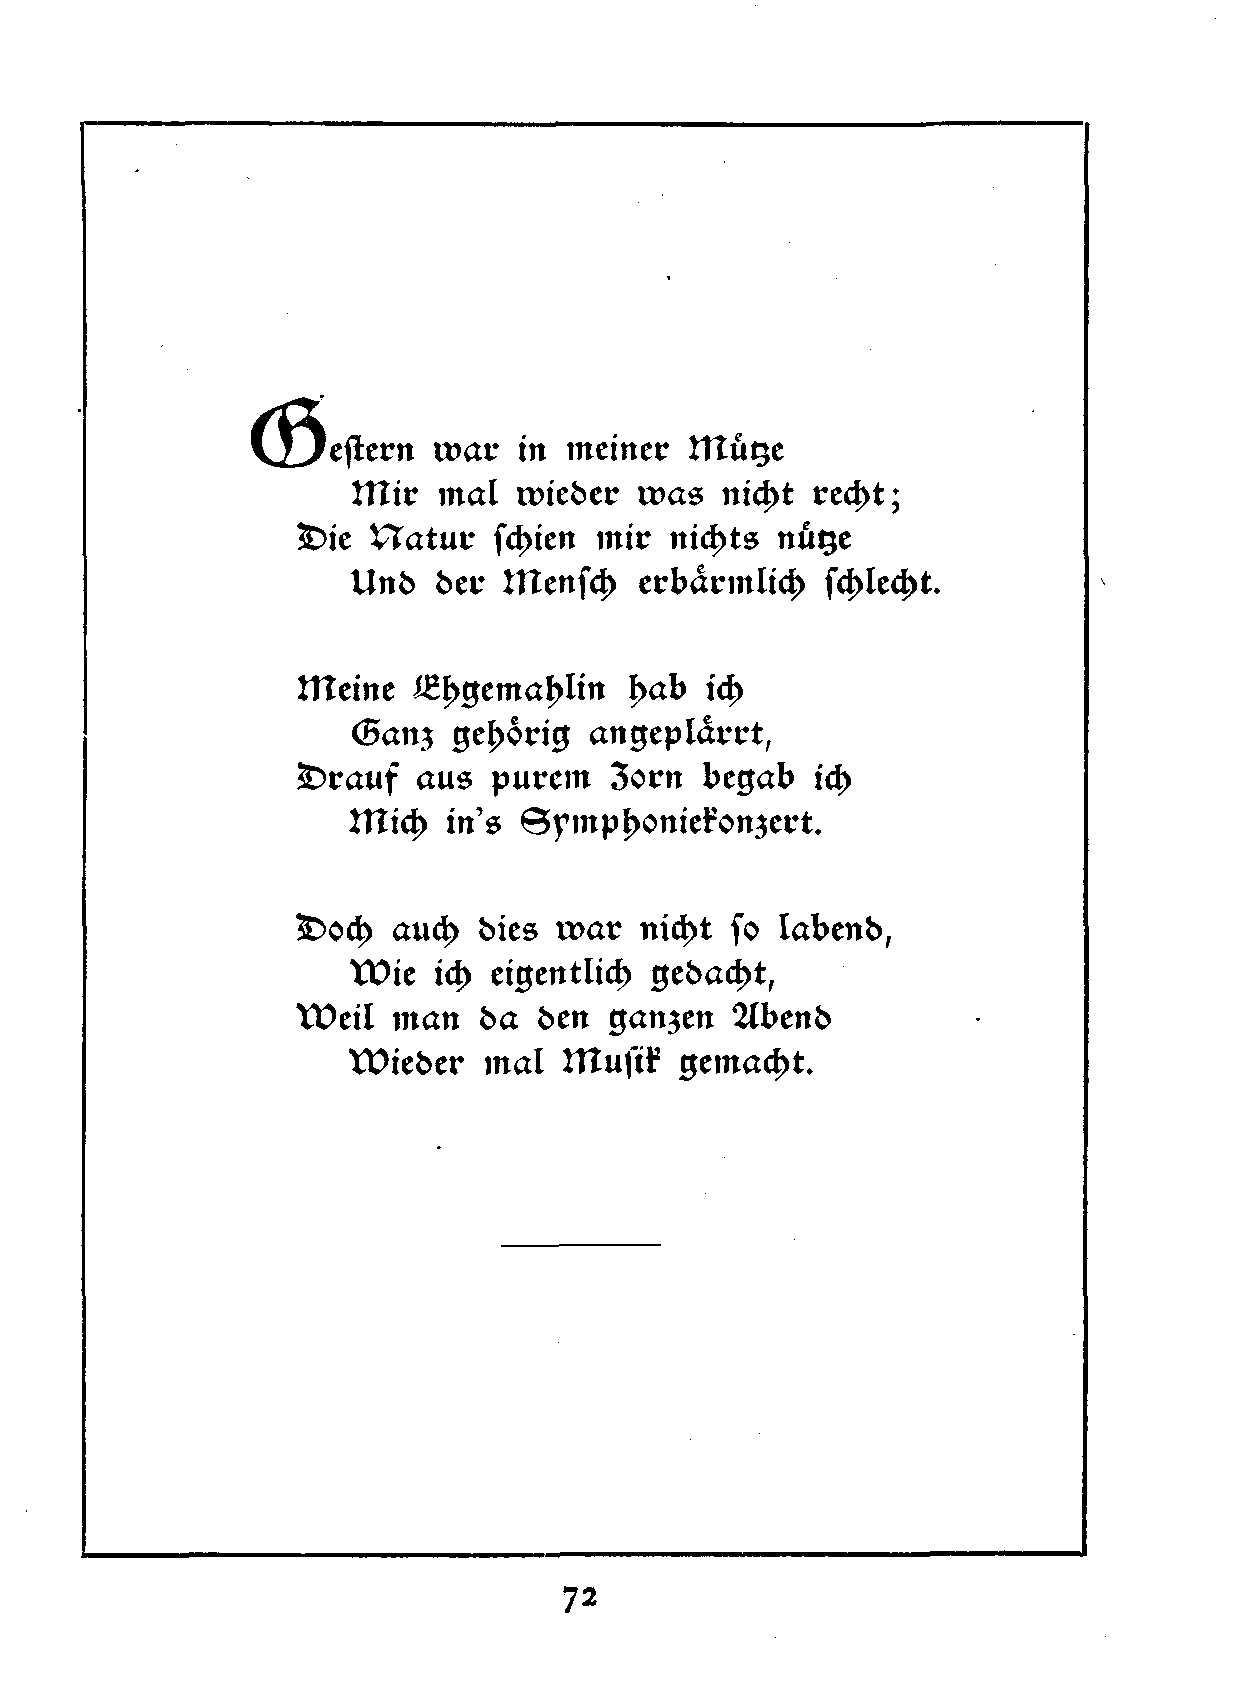 Geſtern war in meiner Mütze
Mir mal wieder was nicht recht;
Die Natur ſchien mir nichts nütze
Und der Menſch erbärmlich ſchlecht.
Meine Ehgemahlin hab ich
Ganz gehörig angeplärrt,
Drauf aus purem Zorn begab ich
Mich in's Symphoniekonzert.
Doch auch dies war nicht ſo labend,
Wie ich eigentlich gedacht,
Weil man da den ganzen Abend
Wieder mal Muſik gemacht.
72